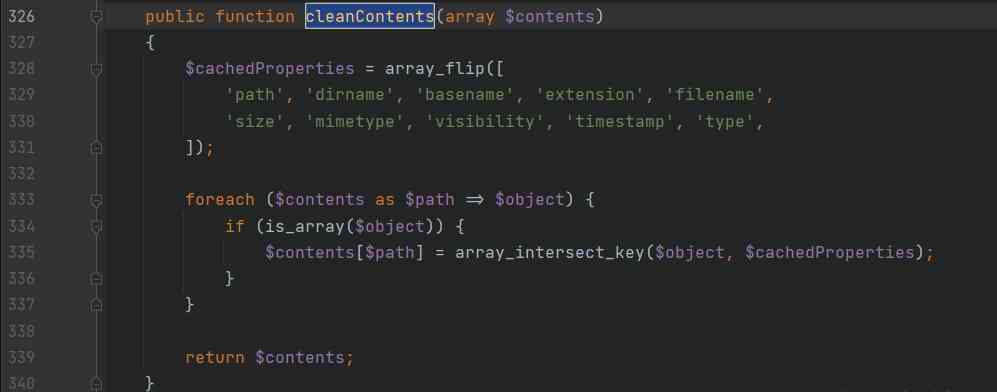 326 public function cleanContents(array $contents)
327 {
328 $cachedProperties = array_flip([
329 'path', 'dirname', 'basename', 'extension', 'filename',
330 'size', 'mimetype', 'visibility', 'timestamp', 'type',
331 ]);
332
333 foreach ($contents as $path => $object) {
334 if (is_array($object)) {
335 $contents[$path] = array_intersect_key($object, $cachedProperties);
336 }
337 }
338
339 return $contents;
340 }